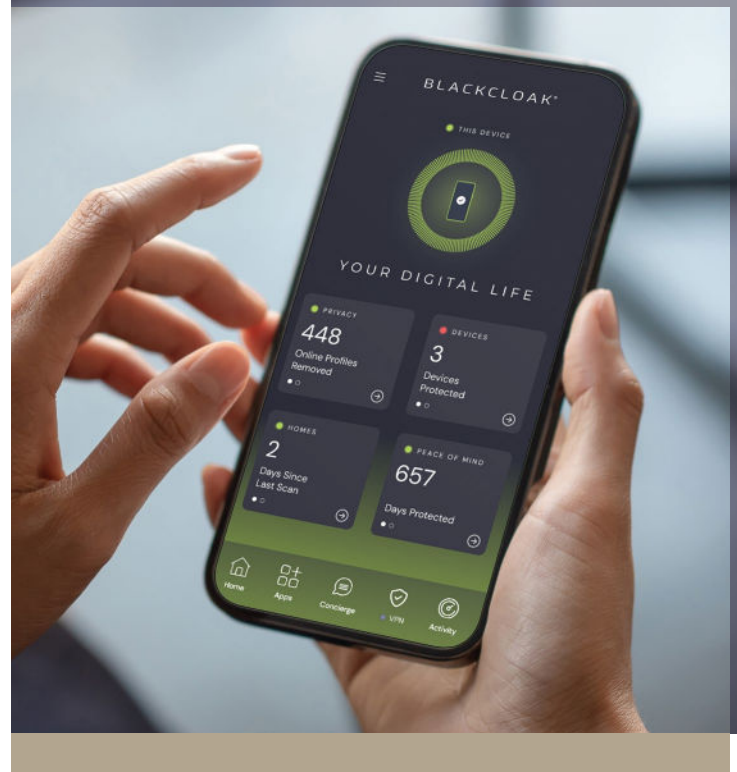 BLACKCLOAK®
THIS DEVICE
YOUR DIGITAL LIFE
PRIVACY
448
Online Profiles
Removed
DEVICES
3
Devices
Protected
HOMES
2
Days Since
Last Scan
PEACE OF MIND
657
Days Protected
Home
Apps
Concierge
VPN
Activity